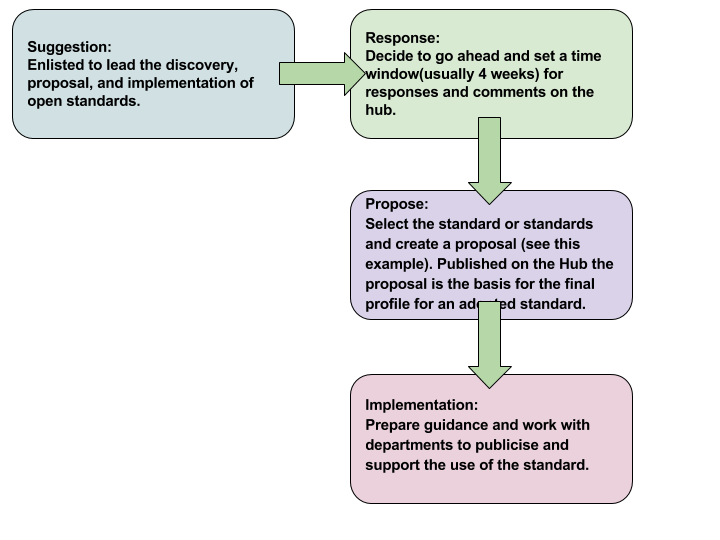 Suggestion:
Enlisted to lead the discovery,
proposal, and implementation of
open standards.
Response:
Decide to go ahead and set a time
window(usually 4 weeks) for
responses and comments on the
hub.
Propose:
Select the standard or standards
and create a proposal (see this
example). Published on the Hub the
proposal is the basis for the final
profile for an adopted standard.
Implementation:
Prepare guidance and work with
departments to publicise and
support the use of the standard.